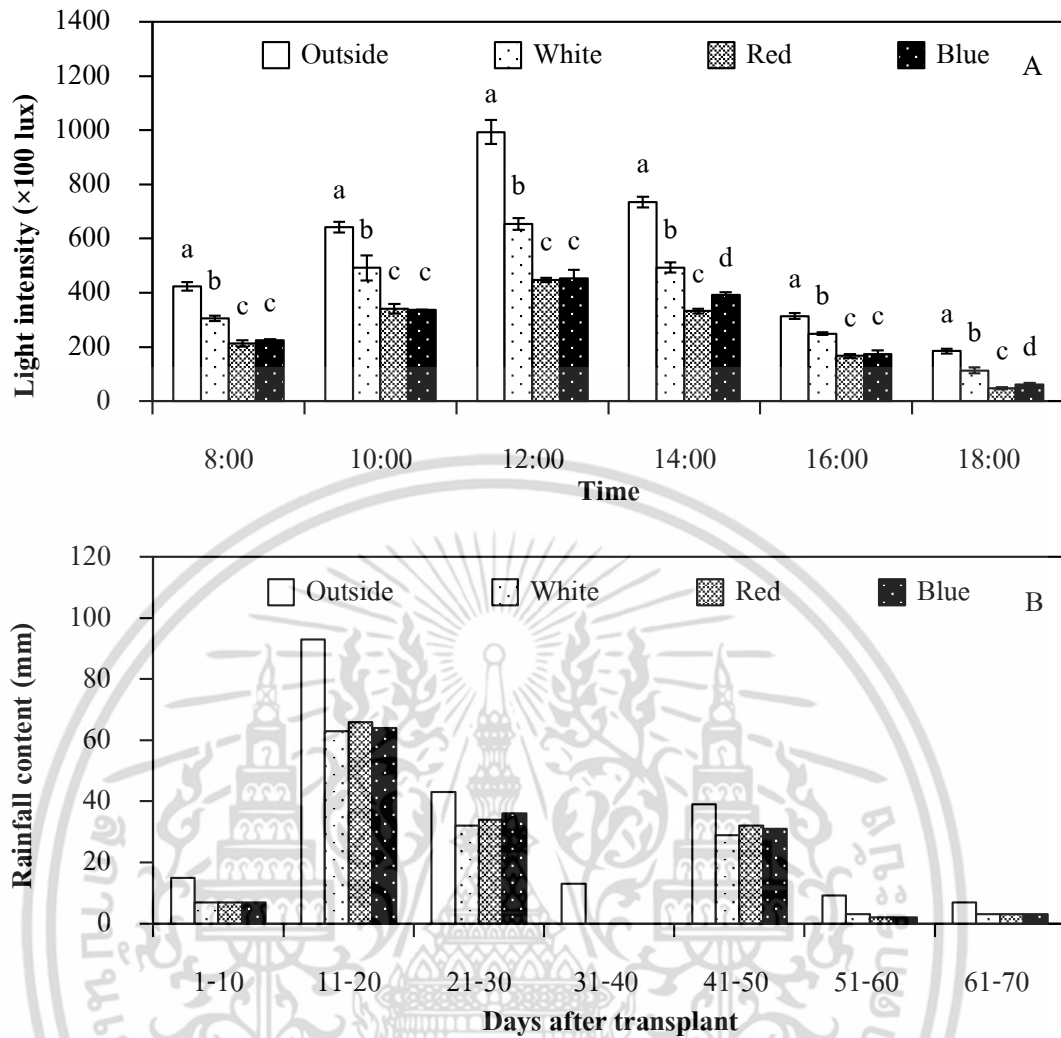 1400
Outside White Red Blue A
1200
a
1000
a
800
a
b
600
a
b
b
c c
d
400
b
c c
c
a
b
c c
c c
a
b
200
c d
0
8:00 10:00 12:00 14:00 16:00 18:00
Time
Light intensity (×100 lux)
120
Outside White Red Blue B
100
80
60
40
20
0
1-10 11-20 21-30 31-40 41-50 51-60 61-70
Days after transplant
Rainfall content (mm)